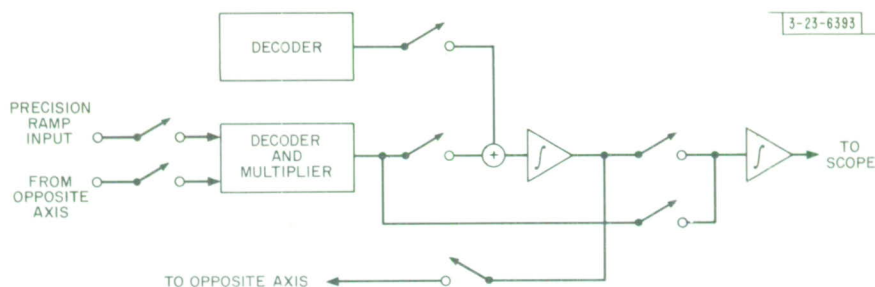 3-23-6393
DECODER
PRECISION
RAMP
INPUT
DECODER
AND
MULTIPLIER
FROM
OPPOSITE
AXIS
+
∫
∫
TO
SCOPE
TO OPPOSITE AXIS